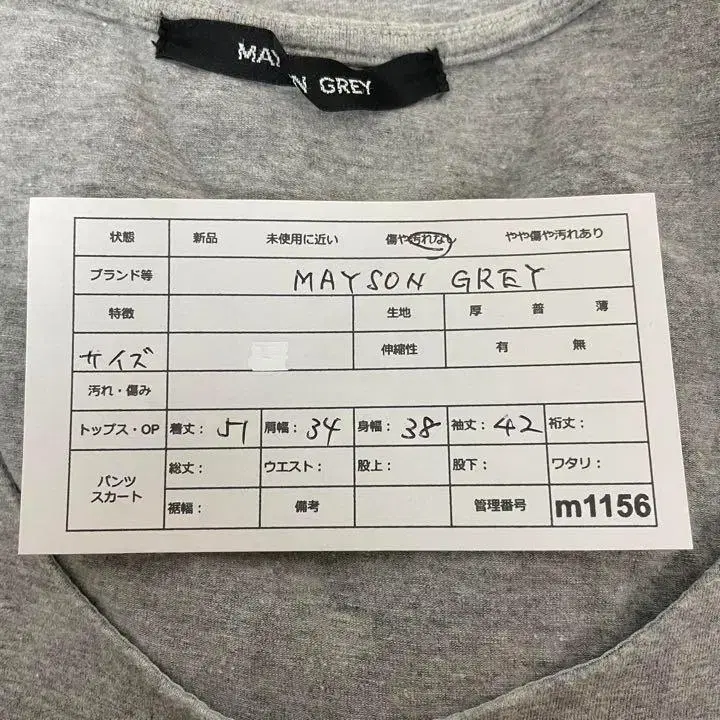 MAY
N GREY
状態 新品 未使用に近い 傷や汚れなし やや傷や汚れあり
ブランド等 MAYSON GREY
特徴 生地 厚 普 薄
サイズ 伸縮性 有 無
汚れ・傷み
トップス・OP 着丈: 51 肩幅: 34 身幅: 38 袖丈: 42 裄丈:
パンツ スカート 総丈: ウエスト: 股上: 股下: ワタリ:
裾幅: 備考 管理番号 m1156